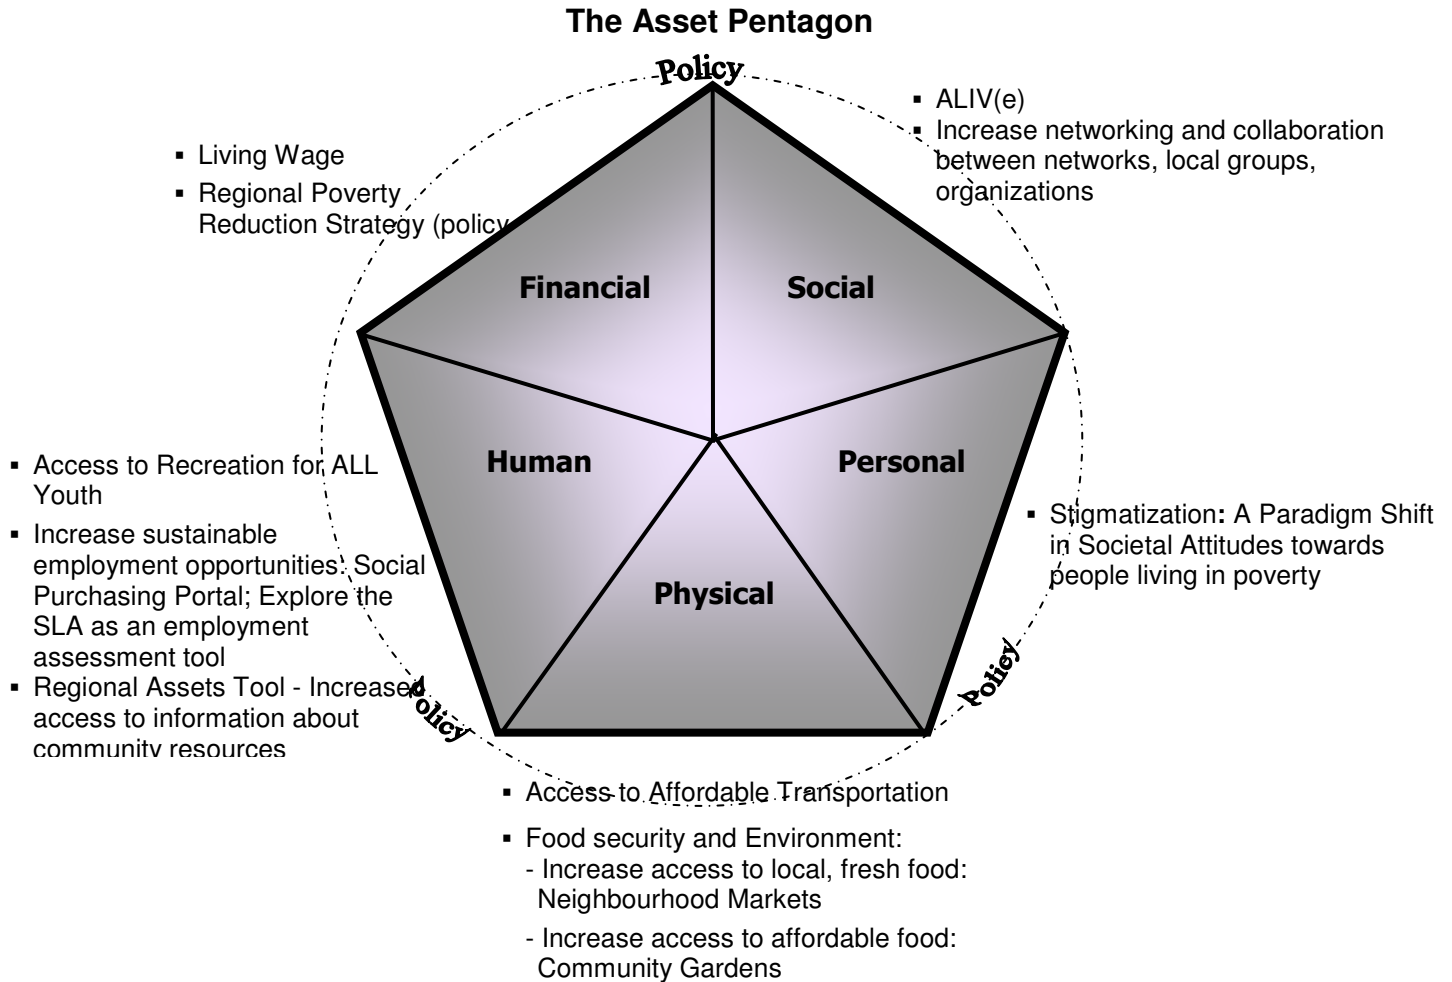 The Asset Pentagon
Policy
▪ ALIV(e)
▪ Increase networking and collaboration
between networks, local groups,
organizations
▪ Living Wage
▪ Regional Poverty
Reduction Strategy (policy
Financial
Social
Human
Personal
Physical
▪ Access to Recreation for ALL
Youth
▪ Increase sustainable
employment opportunities: Social
Purchasing Portal; Explore the
SLA as an employment
assessment tool
▪ Regional Assets Tool - Increased
access to information about
community resources
▪ Stigmatization: A Paradigm Shift
in Societal Attitudes towards
people living in poverty
Policy
Policy
▪ Access to Affordable Transportation
▪ Food security and Environment:
- Increase access to local, fresh food:
Neighbourhood Markets
- Increase access to affordable food:
Community Gardens